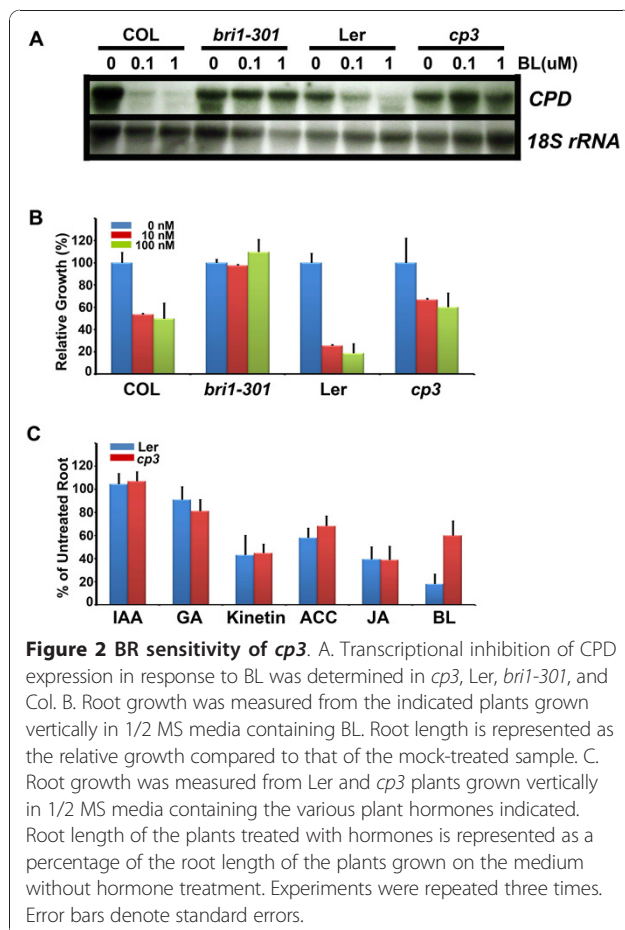 A
COL bri1-301 Ler cp3
0 0.1 1 0 0.1 1 0 0.1 1 0 0.1 1 BL(uM)
CPD
18S rRNA
B
0 nM
10 nM
100 nM
Relative Growth (%)
120
100
80
60
40
20
0
COL bri1-301 Ler cp3
C
Ler
cp3
% of Untreated Root
120
100
80
60
40
20
0
IAA GA Kinetin ACC JA BL
Figure 2 BR sensitivity of cp3. A. Transcriptional inhibition of CPD
expression in response to BL was determined in cp3, Ler, bri1-301, and
Col. B. Root growth was measured from the indicated plants grown
vertically in 1/2 MS media containing BL. Root length is represented as
the relative growth compared to that of the mock-treated sample. C.
Root growth was measured from Ler and cp3 plants grown vertically
in 1/2 MS media containing the various plant hormones indicated.
Root length of the plants treated with hormones is represented as a
percentage of the root length of the plants grown on the medium
without hormone treatment. Experiments were repeated three times.
Error bars denote standard errors.